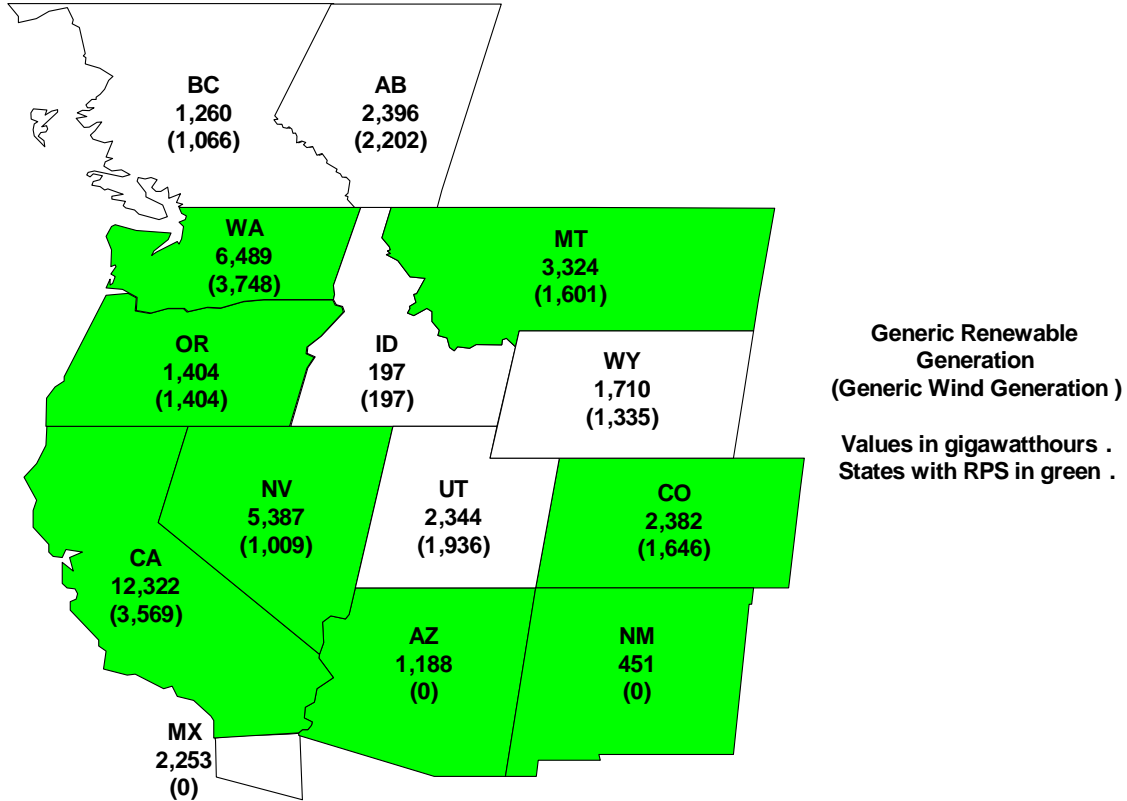 BC
1,260
(1,066)
AB
2,396
(2,202)
WA
6,489
(3,748)
MT
3,324
(1,601)
OR
1,404
(1,404)
ID
197
(197)
WY
1,710
(1,335)
Generic Renewable
Generation
(Generic Wind Generation )
Values in gigawatthours .
States with RPS in green .
NV
5,387
(1,009)
UT
2,344
(1,936)
CO
2,382
(1,646)
CA
12,322
(3,569)
AZ
1,188
(0)
NM
451
(0)
MX
2,253
(0)